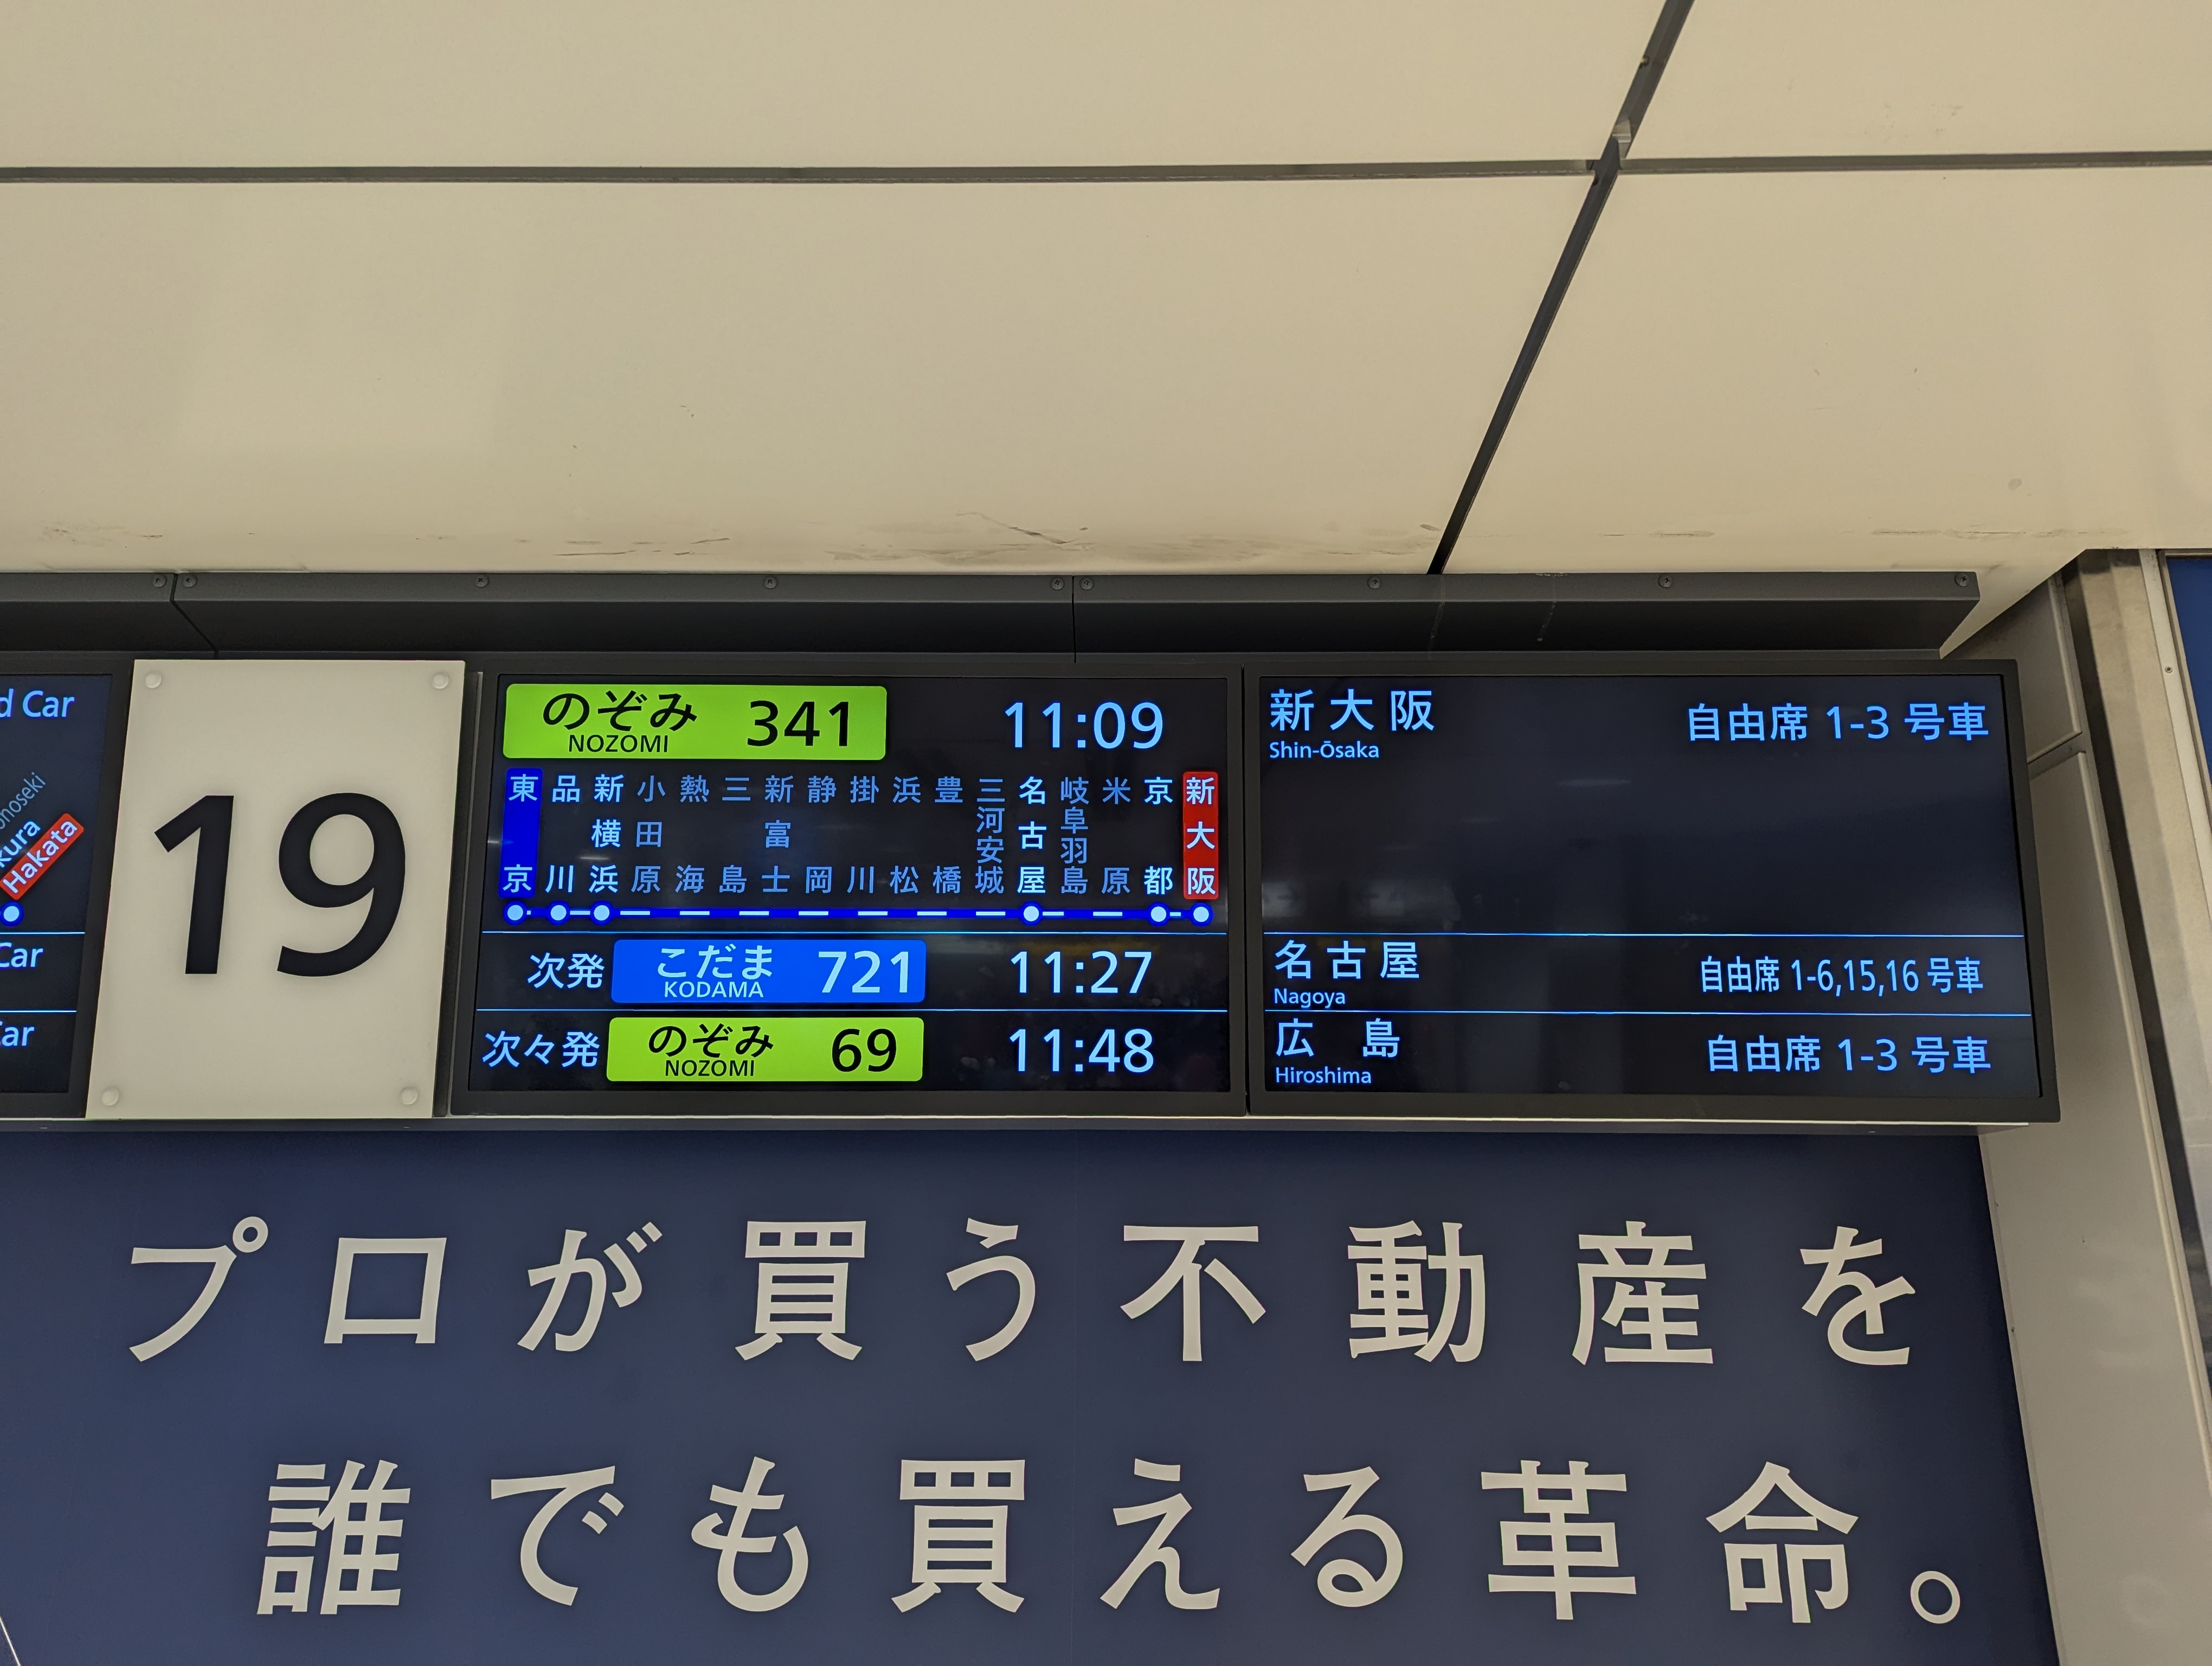 d Car
noseki
kura
Hakata
Car
Car
19
のぞみ 341 11:09
NOZOMI
東京 品川 新横浜 小田原 熱海 三島 新富士 静岡 掛川 浜松 豊橋 三河安城 名古屋 岐阜羽島 米原 京都 新大阪
次発 こだま 721 11:27
KODAMA
次々発 のぞみ 69 11:48
NOZOMI
新大阪 自由席 1-3 号車
Shin-Ōsaka
名古屋 自由席 1-6,15,16 号車
Nagoya
広 島 自由席 1-3 号車
Hiroshima
プロが買う不動産を
誰でも買える革命。